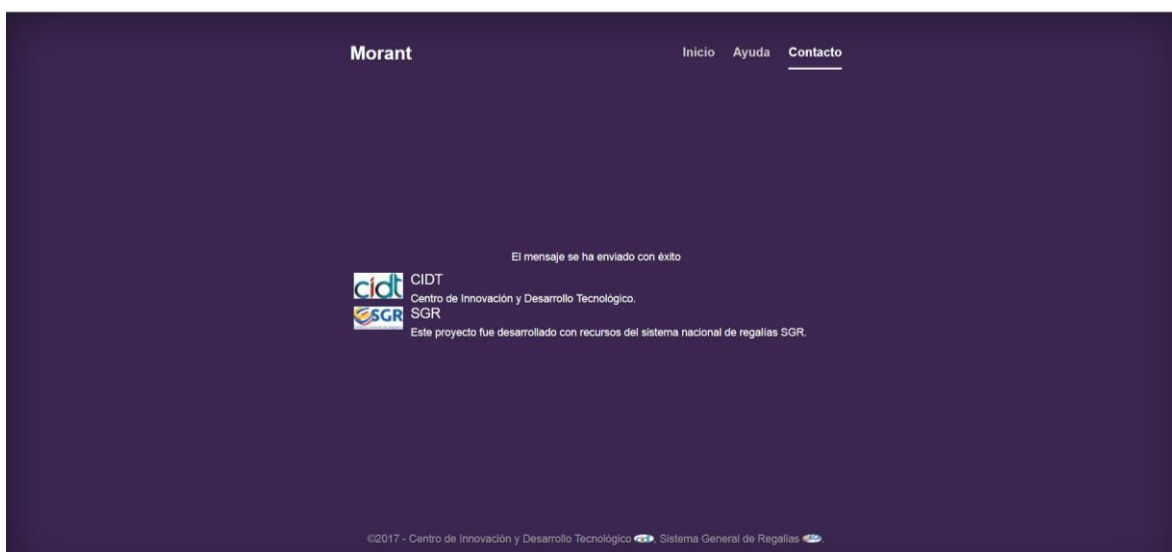 Morant
Inicio Ayuda Contacto
El mensaje se ha enviado con éxito
cidt
CIDT
Centro de Innovación y Desarrollo Tecnológico.
SGR
SGR
Este proyecto fue desarrollado con recursos del sistema nacional de regalías SGR.
©2017 - Centro de Innovación y Desarrollo Tecnológico , Sistema General de Regalías .